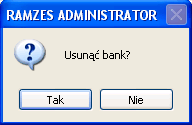 RAMZES ADMINISTRATOR
Usunąć bank?
Tak
Nie